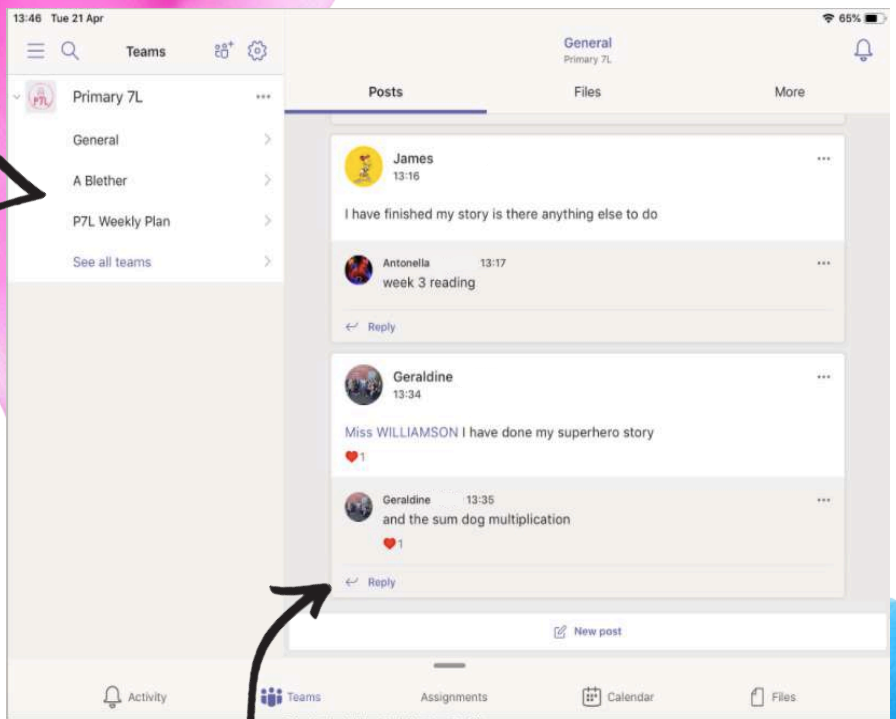 13:46 Tue 21 Apr
65%
Teams
P7L
Primary 7L
General
A Blether
P7L Weekly Plan
See all teams
General
Primary 7L
Posts
Files
More
James
13:16
I have finished my story is there anything else to do
Antonella 13:17
week 3 reading
Reply
Geraldine
13:34
Miss WILLIAMSON I have done my superhero story
1
Geraldine 13:35
and the sum dog multiplication
1
Reply
New post
Activity
Teams
Assignments
Calendar
Files